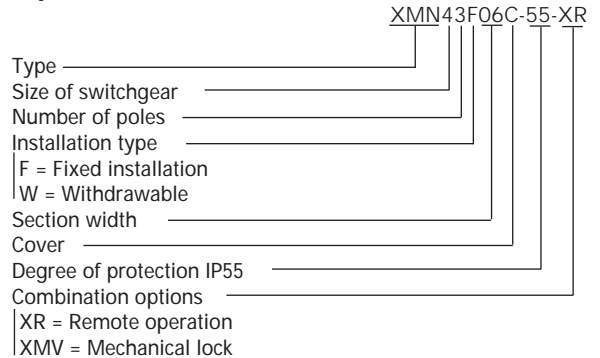 XMN43F06C-55-XR
Type
Size of switchgear
Number of poles
Installation type
F = Fixed installation
W = Withdrawable
Section width
Cover
Degree of protection IP55
Combination options
XR = Remote operation
XMV = Mechanical lock